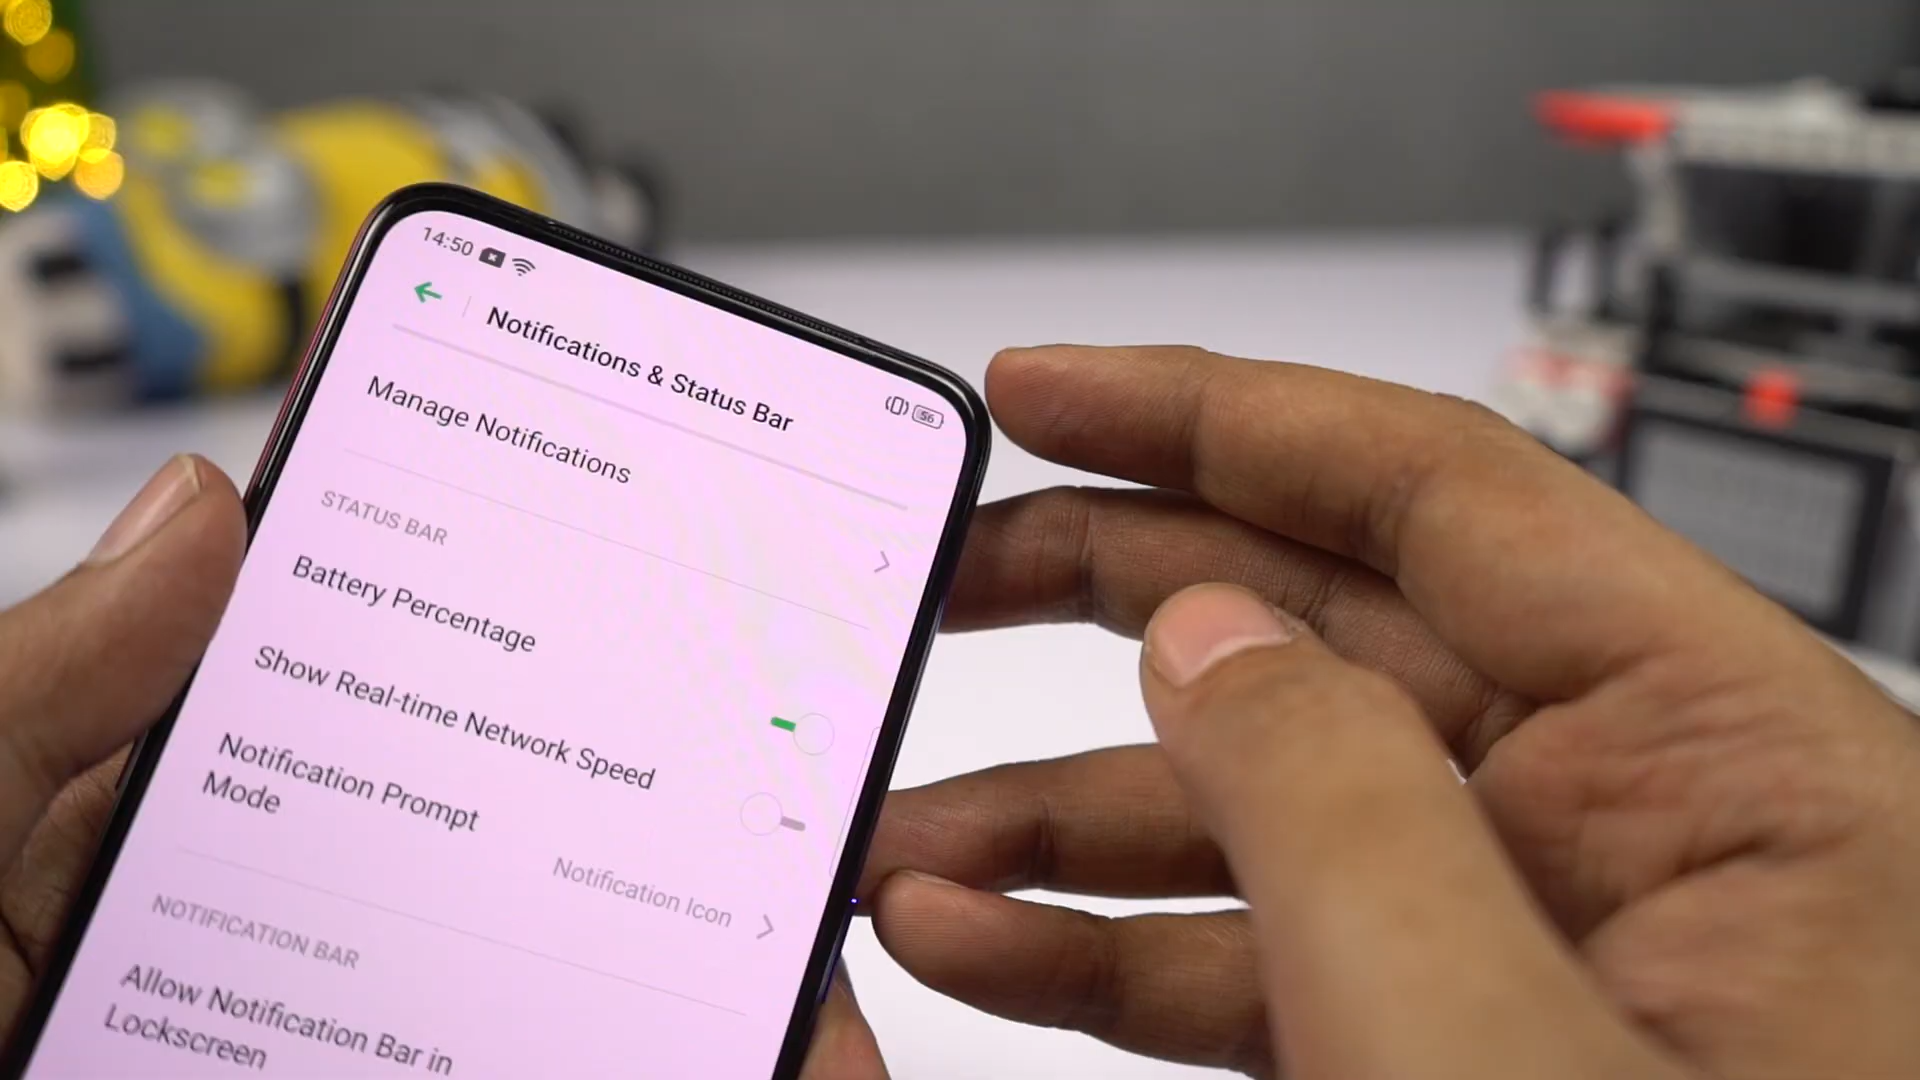 14:50
56
Notifications & Status Bar
Manage Notifications
STATUS BAR
Battery Percentage
Show Real-time Network Speed
Notification Prompt
Mode
Notification Icon
NOTIFICATION BAR
Allow Notification Bar in
Lockscreen